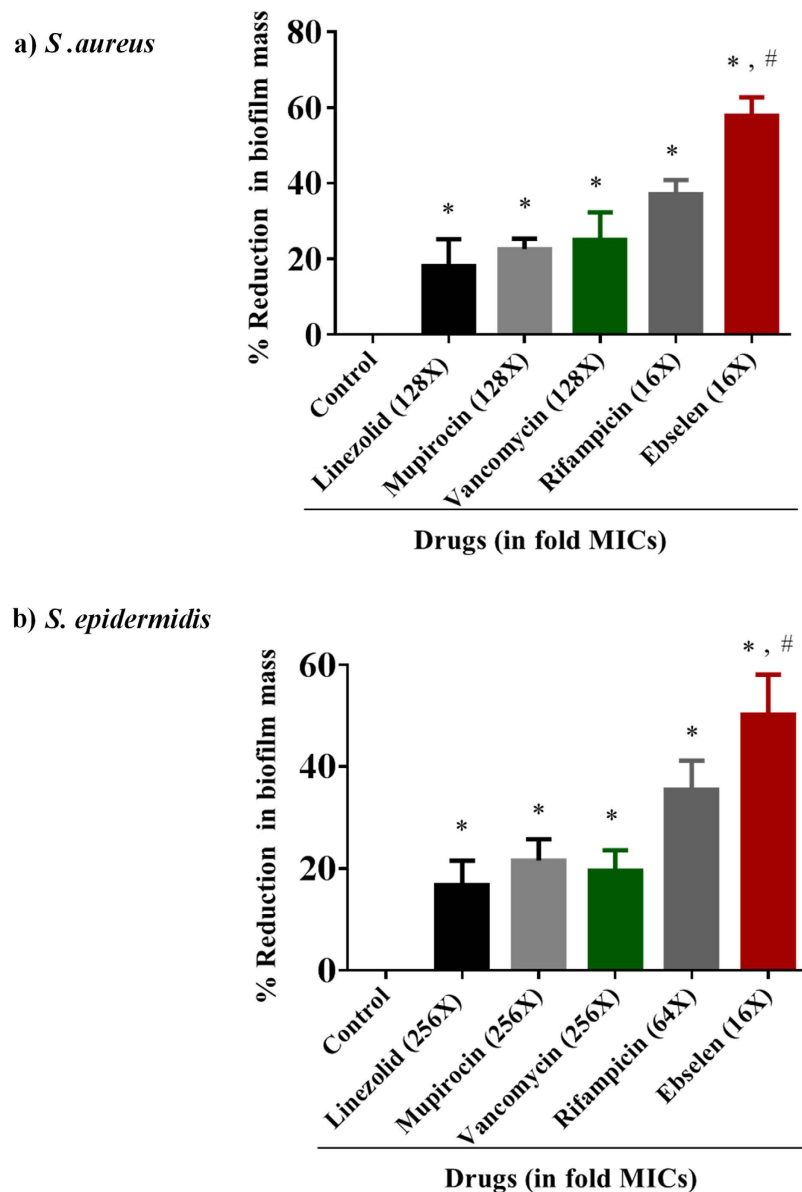 a) S .aureus
% Reduction in biofilm mass
80
60
40
20
0
*
*
*
*
* , #
Control
Linezolid (128X)
Mupirocin (128X)
Vancomycin (128X)
Rifampicin (16X)
Ebselen (16X)
Drugs (in fold MICs)
b) S. epidermidis
% Reduction in biofilm mass
60
40
20
0
*
*
*
*
* , #
Control
Linezolid (256X)
Mupirocin (256X)
Vancomycin (256X)
Rifampicin (64X)
Ebselen (16X)
Drugs (in fold MICs)